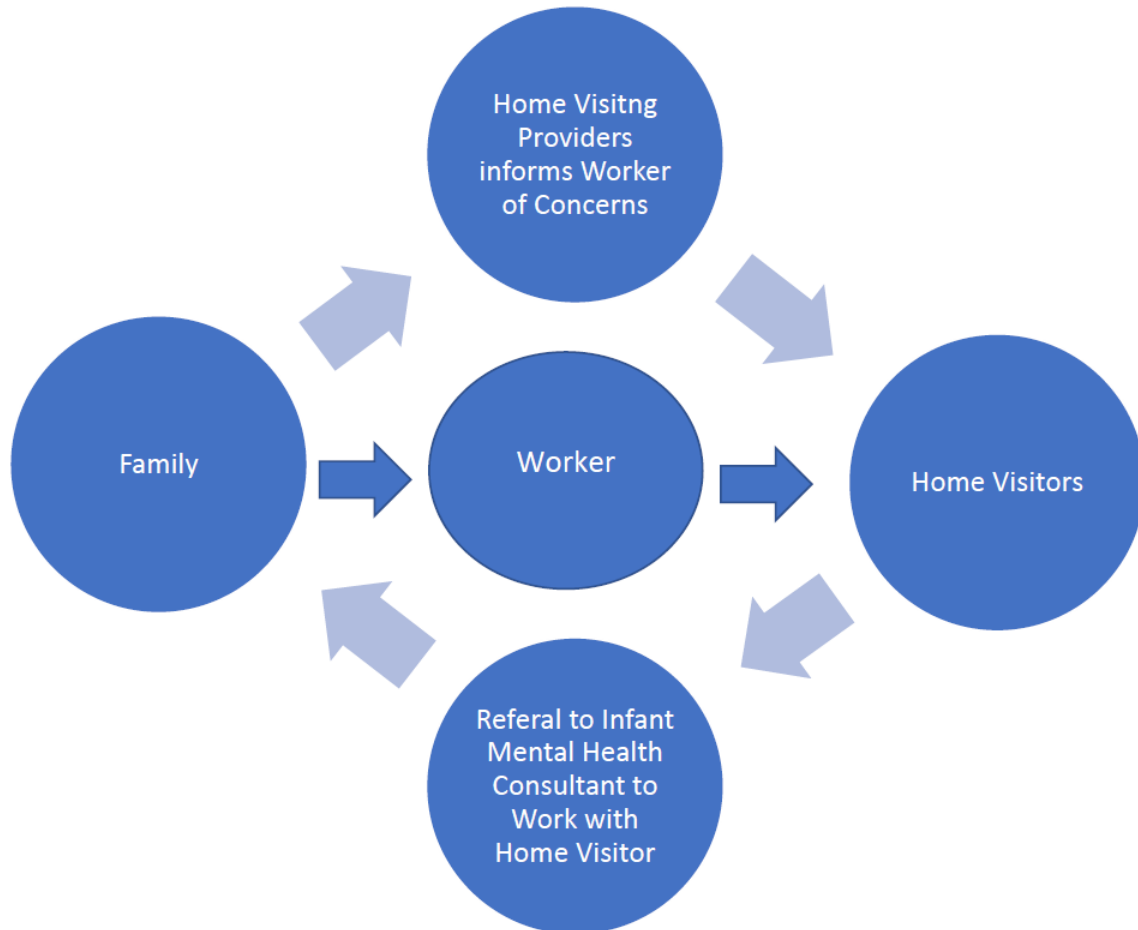 Home Visitng
Providers
informs Worker
of Concerns
Family
Worker
Home Visitors
Referal to Infant
Mental Health
Consultant to
Work with
Home Visitor